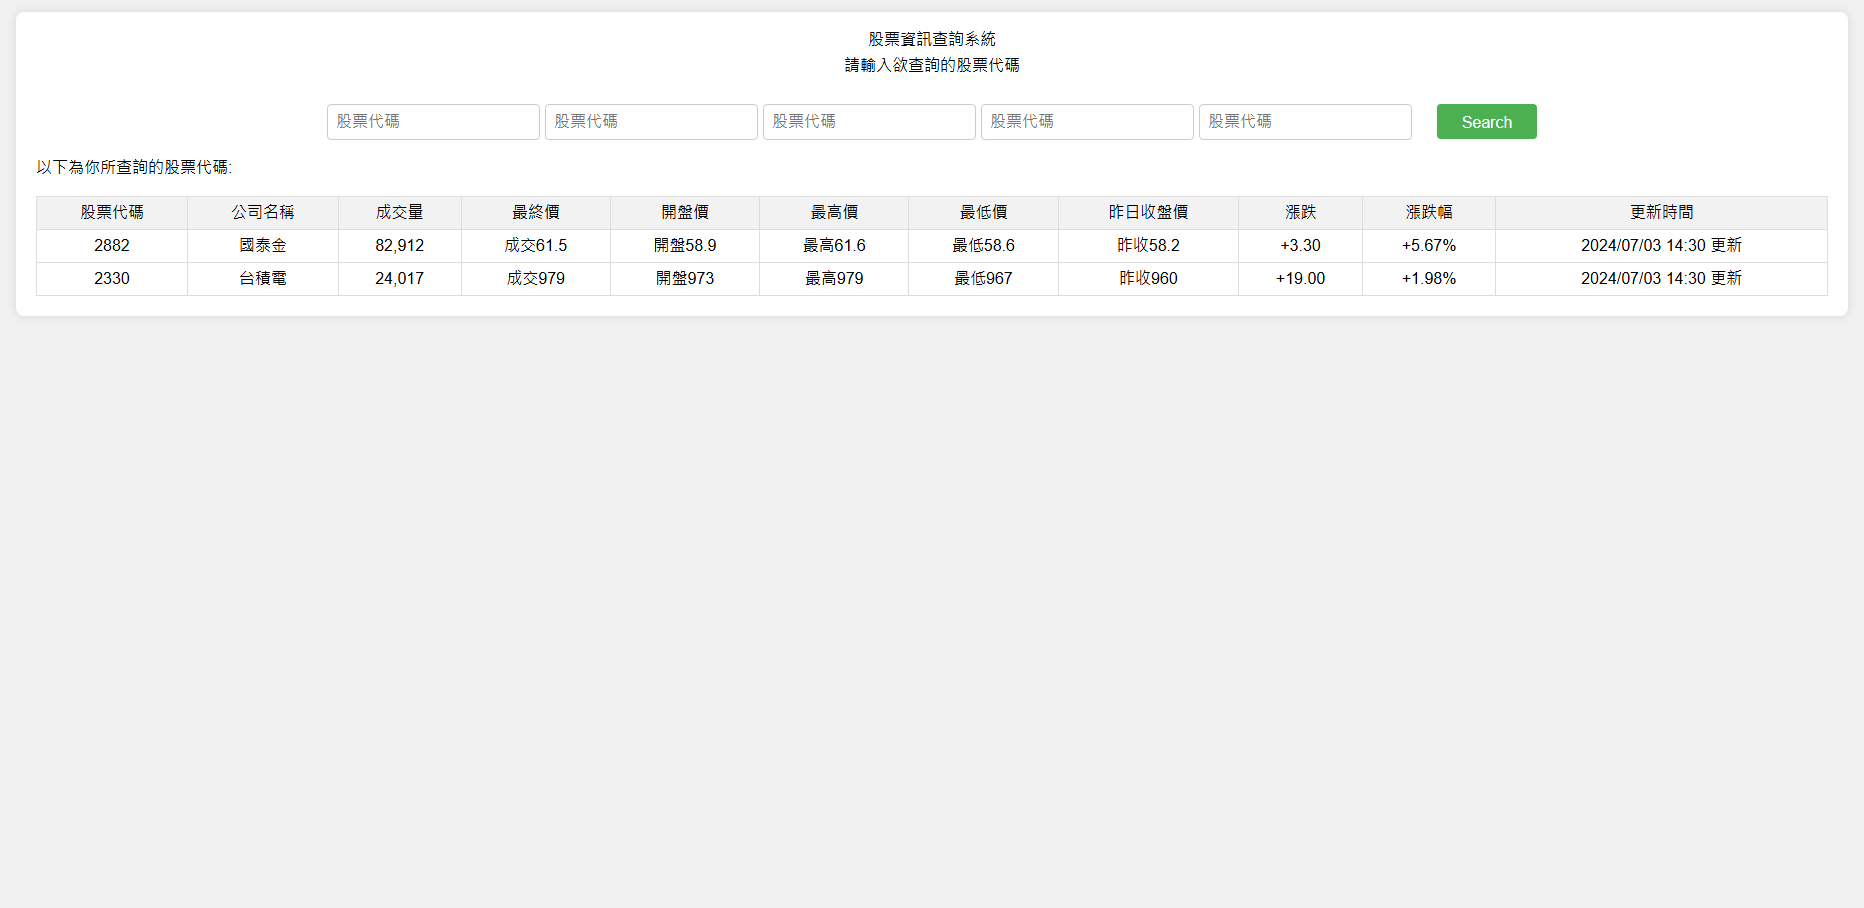 股票資訊查詢系統
請輸入欲查詢的股票代碼
股票代碼 股票代碼 股票代碼 股票代碼 股票代碼 Search
以下為你所查詢的股票代碼:
股票代碼 公司名稱 成交量 最終價 開盤價 最高價 最低價 昨日收盤價 漲跌 漲跌幅 更新時間
2882 國泰金 82,912 成交61.5 開盤58.9 最高61.6 最低58.6 昨收58.2 +3.30 +5.67% 2024/07/03 14:30 更新
2330 台積電 24,017 成交979 開盤973 最高979 最低967 昨收960 +19.00 +1.98% 2024/07/03 14:30 更新